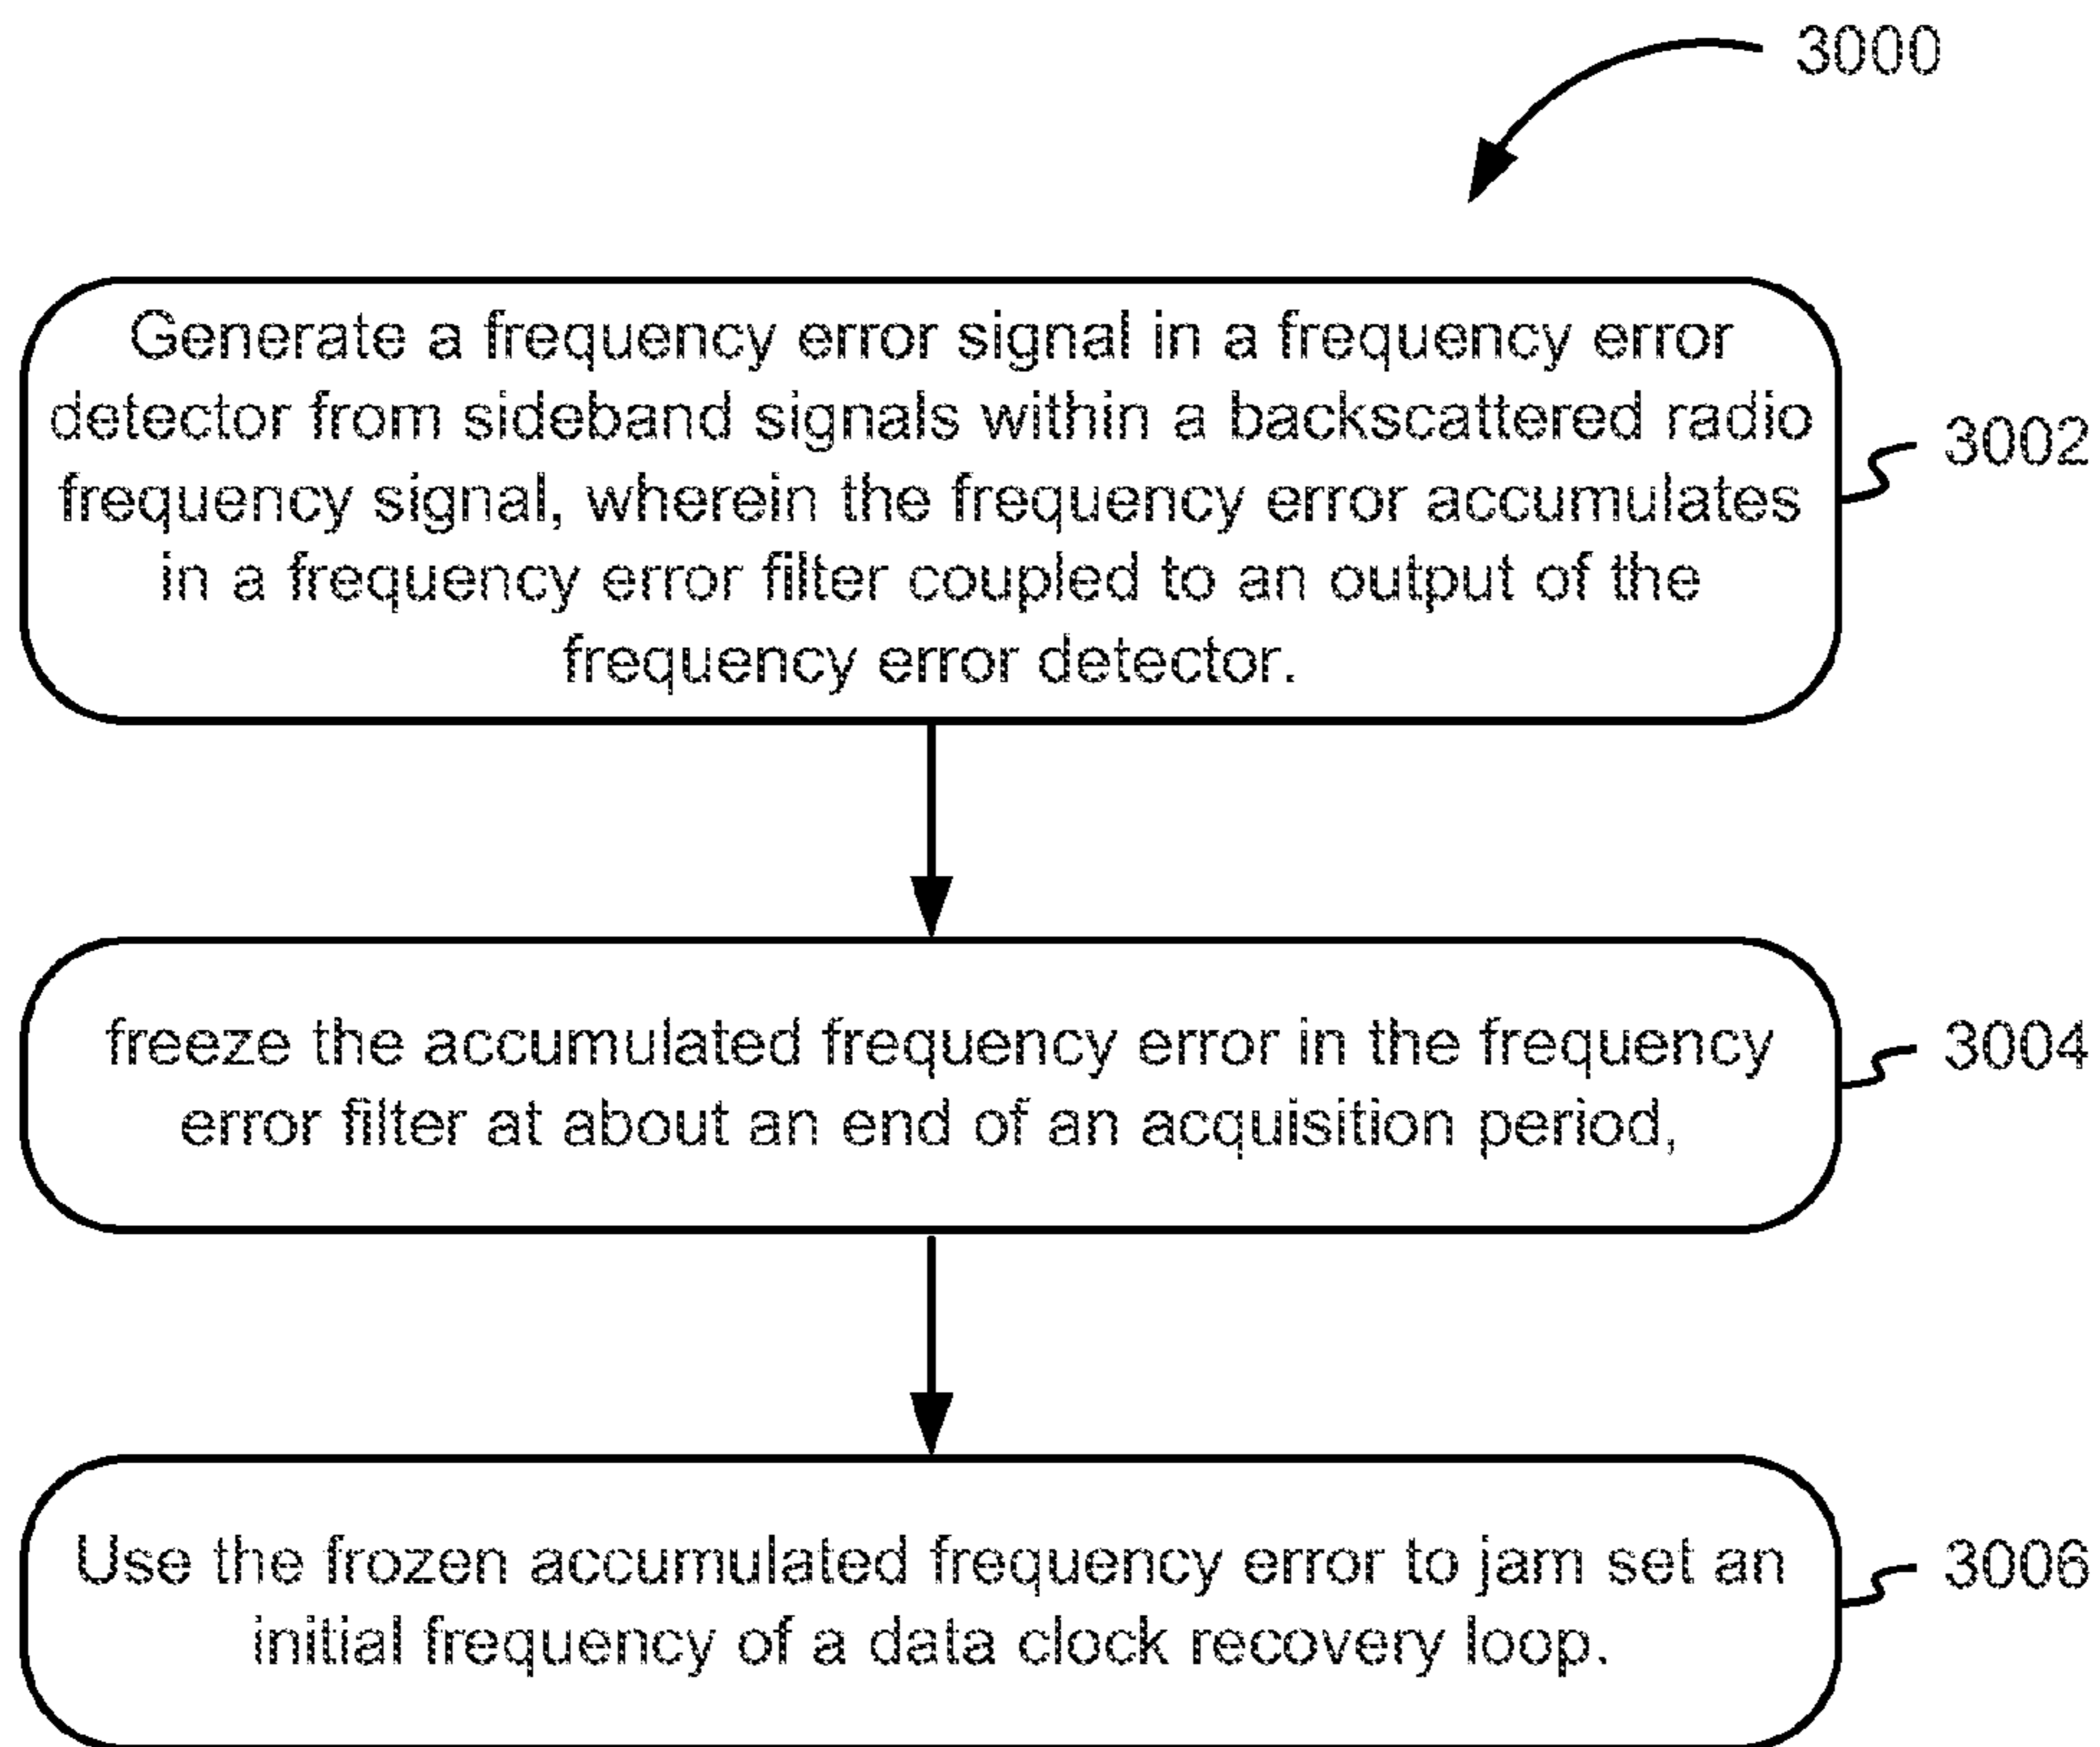 3000
Generate a frequency error signal in a frequency error
detector from sideband signals within a backscattered radio
frequency signal, wherein the frequency error accumulates
in a frequency error filter coupled to an output of the
frequency error detector.
3002
freeze the accumulated frequency error in the frequency
error filter at about an end of an acquisition period,
3004
Use the frozen accumulated frequency error to jam set an
initial frequency of a data clock recovery loop.
3006